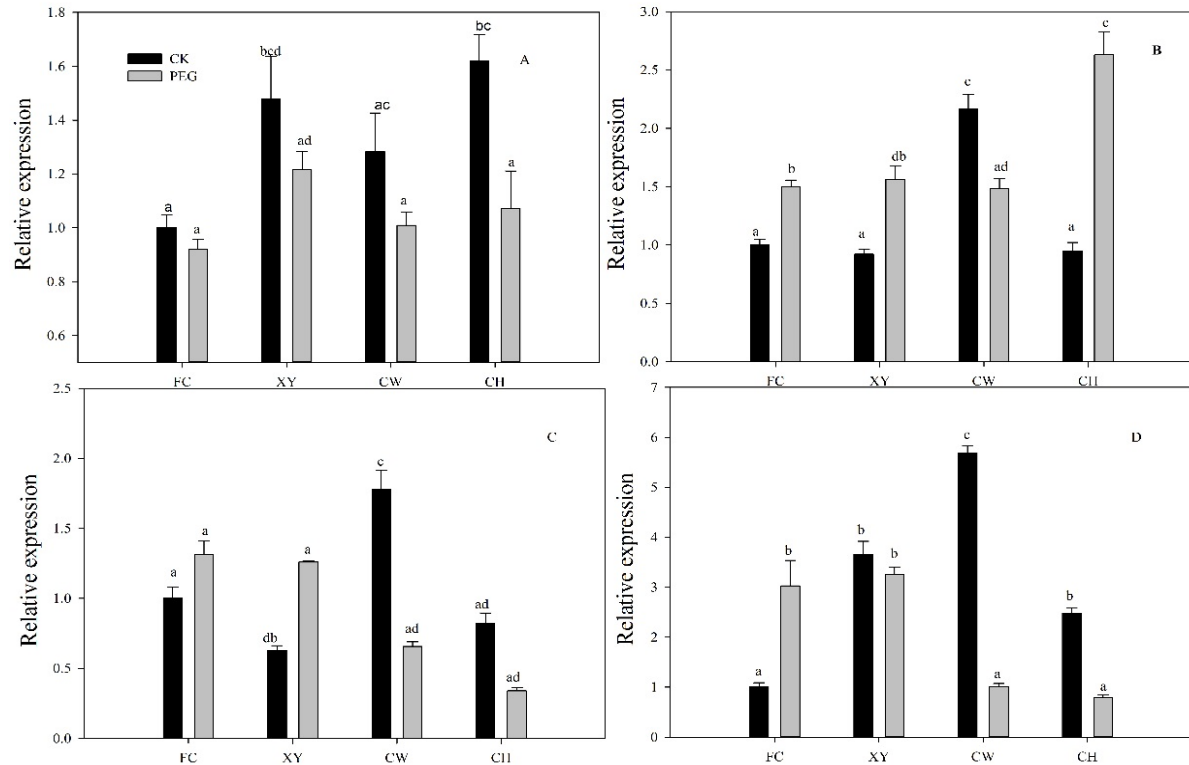 1.8
1.6
1.4
1.2
1.0
0.8
0.6
Relative expression
CK
PEG
A
a
a
bcd
ad
ac
a
bc
a
FC XY CW CH
3.0
2.5
2.0
1.5
1.0
0.5
0.0
Relative expression
B
a
b
a
db
c
ad
a
c
FC XY CW CH
2.5
2.0
1.5
1.0
0.5
0.0
Relative expression
C
a
a
db
a
c
ad
ad
ad
FC XY CW CH
7
6
5
4
3
2
1
0
Relative expression
D
a
b
b
b
c
a
b
a
FC XY CW CH